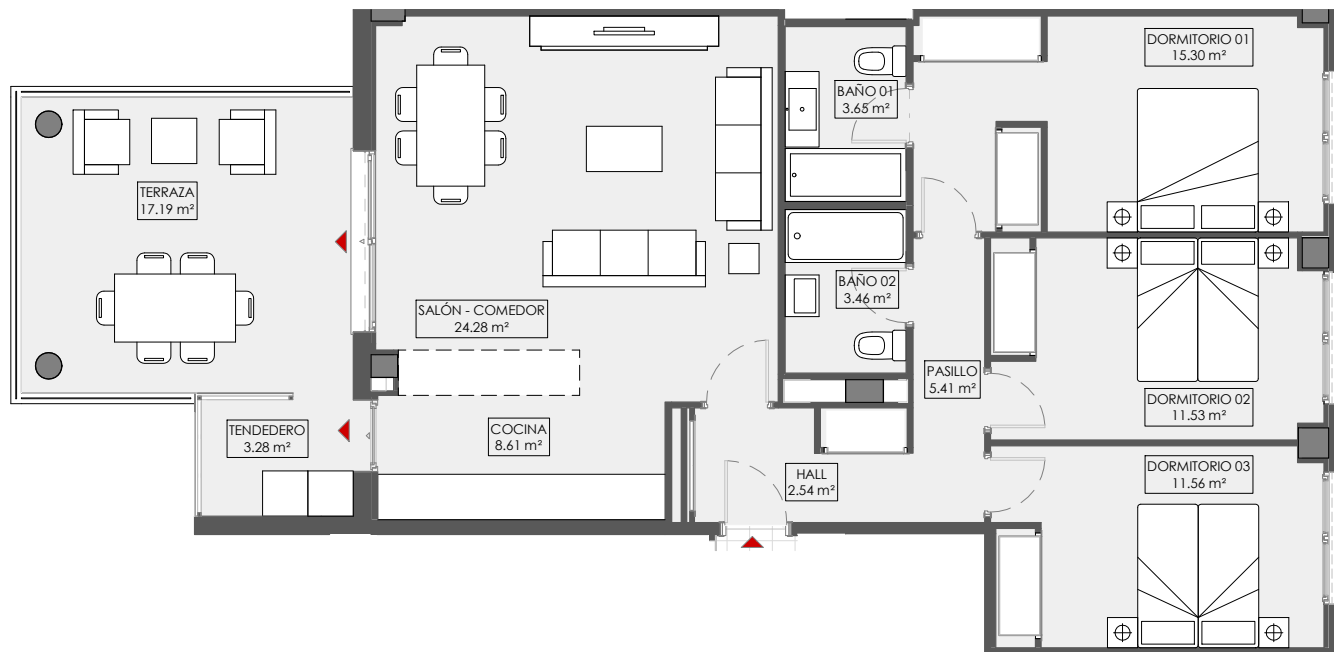 DORMITORIO 01
15.30 m²
BAÑO 01
3.65 m²
TERRAZA
17.19 m²
BAÑO 02
3.46 m²
SALÓN - COMEDOR
24.28 m²
PASILLO
5.41 m²
DORMITORIO 02
11.53 m²
TENDEDERO
3.28 m²
COCINA
8.61 m²
HALL
2.54 m²
DORMITORIO 03
11.56 m²